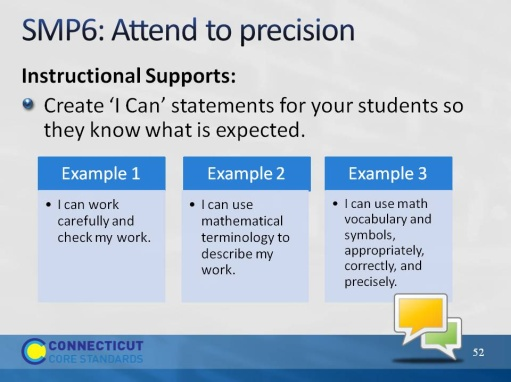 SMP6: Attend to precision
Instructional Supports:
Create ‘I Can’ statements for your students so
they know what is expected.
Example 1
• I can work
carefully and
check my work.
Example 2
• I can use
mathematical
terminology to
describe my
work.
Example 3
• I can use math
vocabulary and
symbols,
appropriately,
correctly, and
precisely.
CONNECTICUT
CORE STANDARDS
52